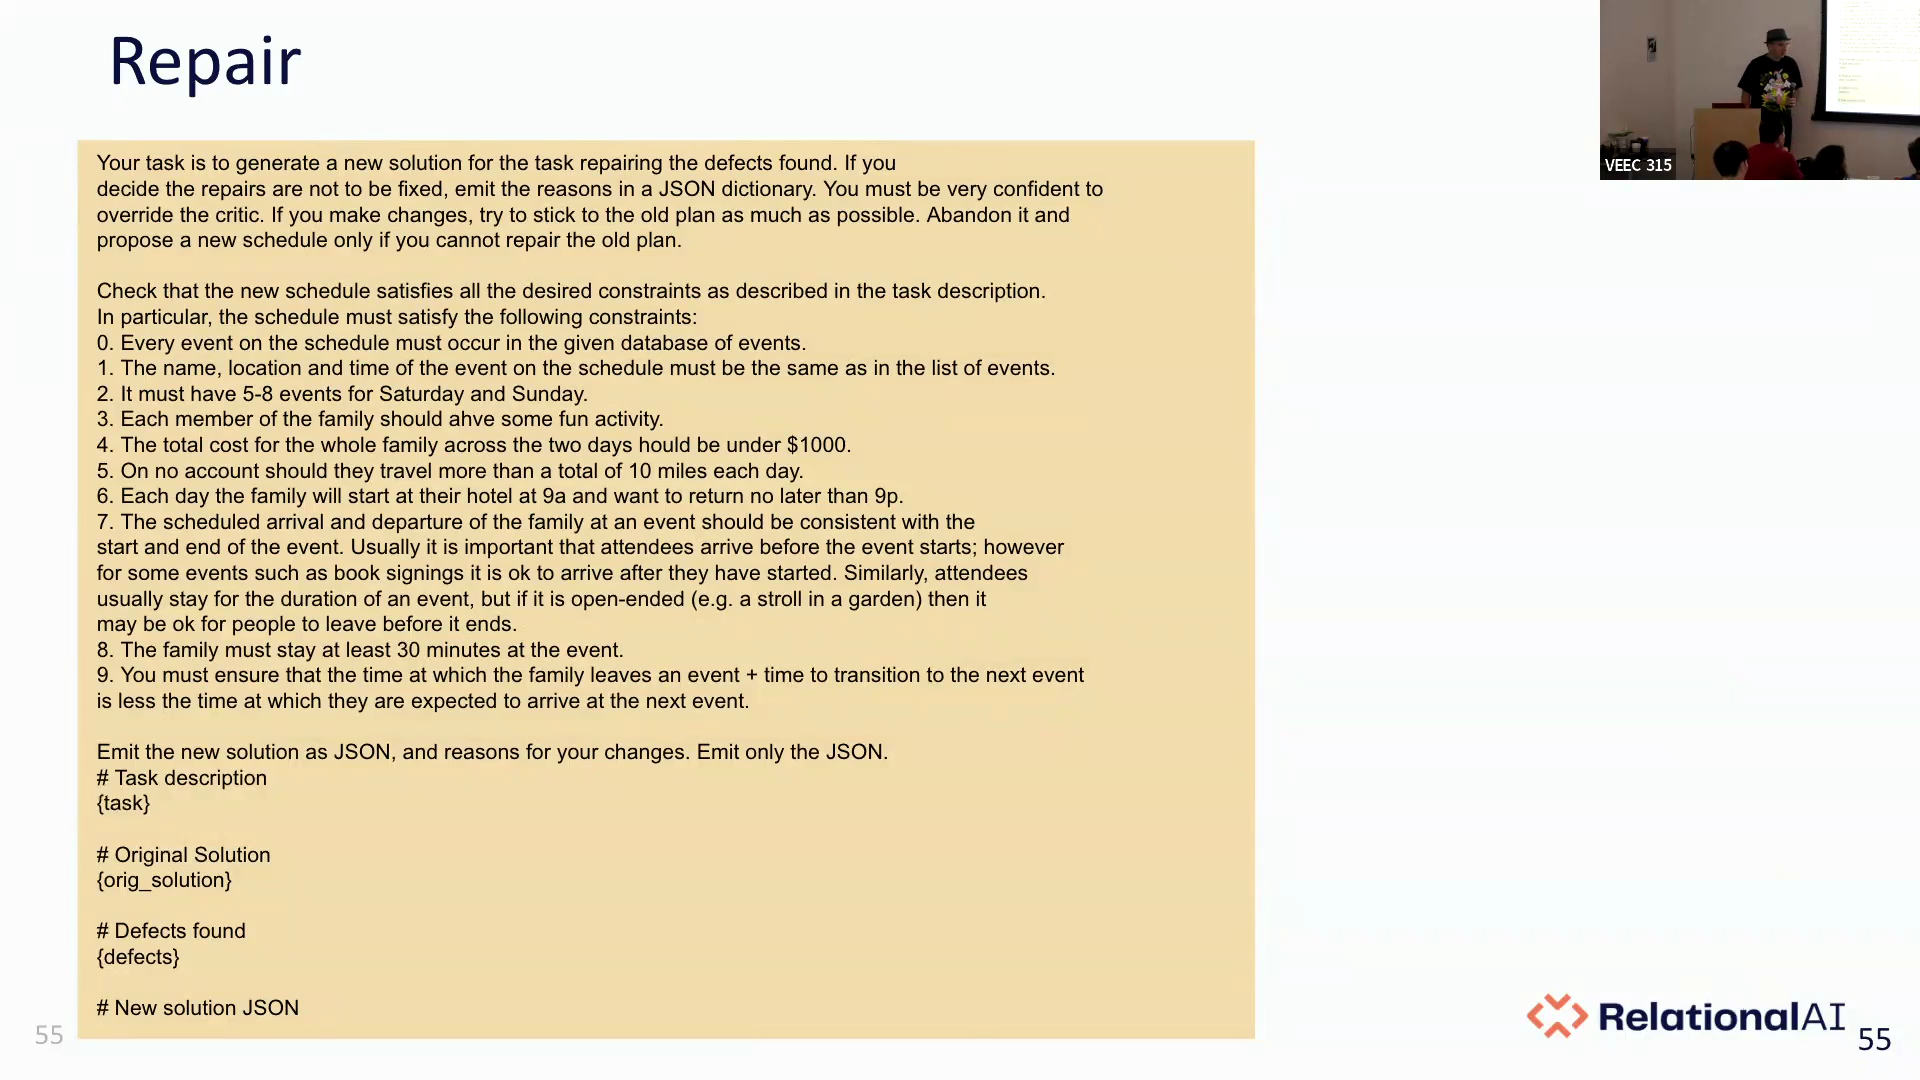 Repair
Your task is to generate a new solution for the task repairing the defects found. If you
decide the repairs are not to be fixed, emit the reasons in a JSON dictionary. You must be very confident to
override the critic. If you make changes, try to stick to the old plan as much as possible. Abandon it and
propose a new schedule only if you cannot repair the old plan.
Check that the new schedule satisfies all the desired constraints as described in the task description.
In particular, the schedule must satisfy the following constraints:
0. Every event on the schedule must occur in the given database of events.
1. The name, location and time of the event on the schedule must be the same as in the list of events.
2. It must have 5-8 events for Saturday and Sunday.
3. Each member of the family should ahve some fun activity.
4. The total cost for the whole family across the two days hould be under $1000.
5. On no account should they travel more than a total of 10 miles each day.
6. Each day the family will start at their hotel at 9a and want to return no later than 9p.
7. The scheduled arrival and departure of the family at an event should be consistent with the
start and end of the event. Usually it is important that attendees arrive before the event starts; however
for some events such as book signings it is ok to arrive after they have started. Similarly, attendees
usually stay for the duration of an event, but if it is open-ended (e.g. a stroll in a garden) then it
may be ok for people to leave before it ends.
8. The family must stay at least 30 minutes at the event.
9. You must ensure that the time at which the family leaves an event + time to transition to the next event
is less the time at which they are expected to arrive at the next event.
Emit the new solution as JSON, and reasons for your changes. Emit only the JSON.
# Task description
{task}
# Original Solution
{orig_solution}
# Defects found
{defects}
# New solution JSON
55
RelationalAI
55
VEEC 315